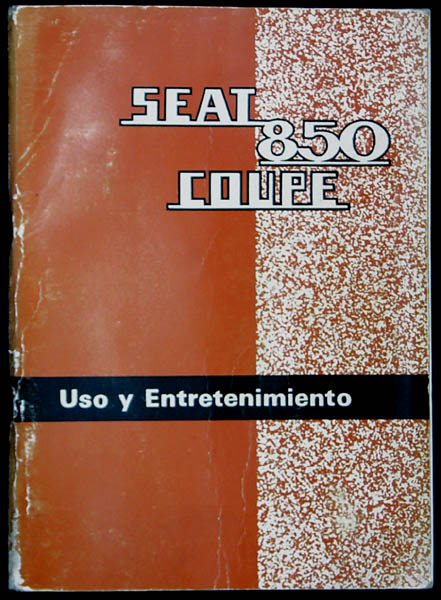 SEAT
850
COUPE
Uso y Entretenimiento